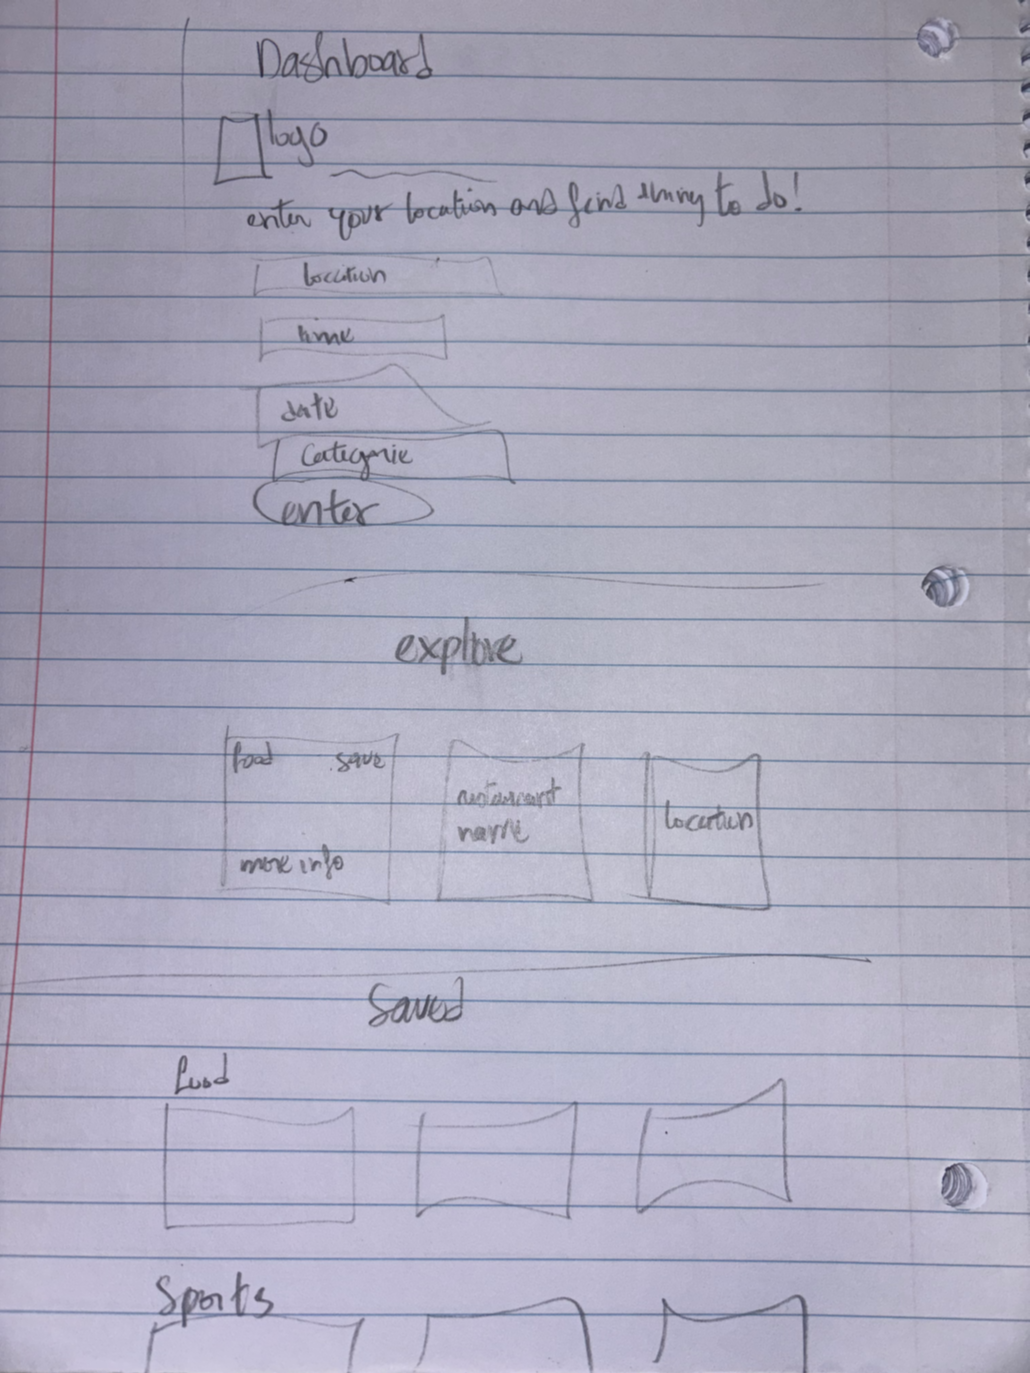 Dashboard
logo
enter your location and find thing to do!
location
time
date
Categorie
enter
explore
food save
more info
restaurant
name
Location
Saved
food
Sports